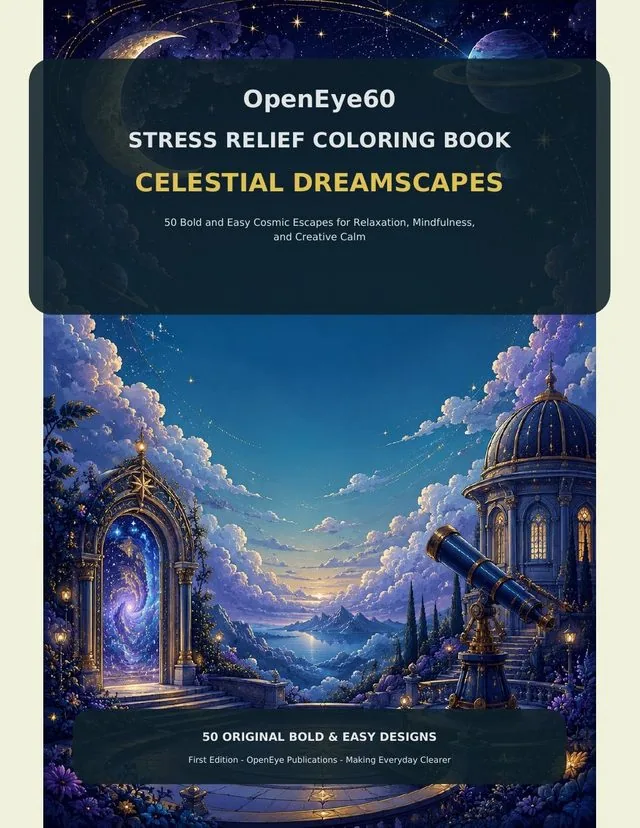 OpenEye60
STRESS RELIEF COLORING BOOK
CELESTIAL DREAMSCAPES
50 Bold and Easy Cosmic Escapes for Relaxation, Mindfulness,
and Creative Calm
50 ORIGINAL BOLD & EASY DESIGNS
First Edition - OpenEye Publications - Making Everyday Clearer